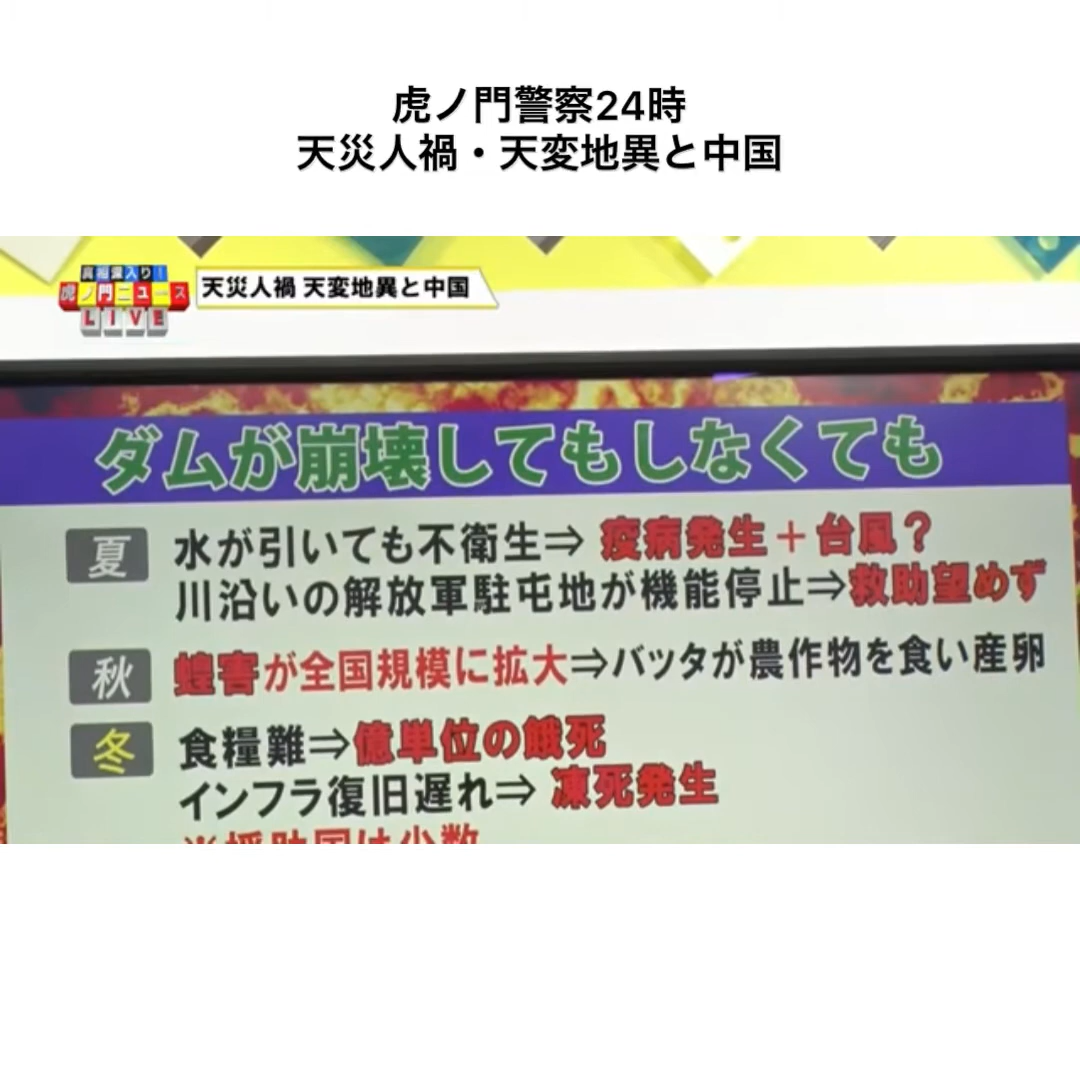 虎ノ門警察24時
天災人禍・天変地異と中国
真相深入り!
虎ノ門ニュース
LIVE
天災人禍 天変地異と中国
ダムが崩壊してもしなくても
夏
水が引いても不衛生⇒ 疫病発生＋台風？
川沿いの解放軍駐屯地が機能停止⇒救助望めず
秋
蝗害が全国規模に拡大⇒バッタが農作物を食い産卵
冬
食糧難⇒億単位の餓死
インフラ復旧遅れ⇒ 凍死発生
※援助国は少数